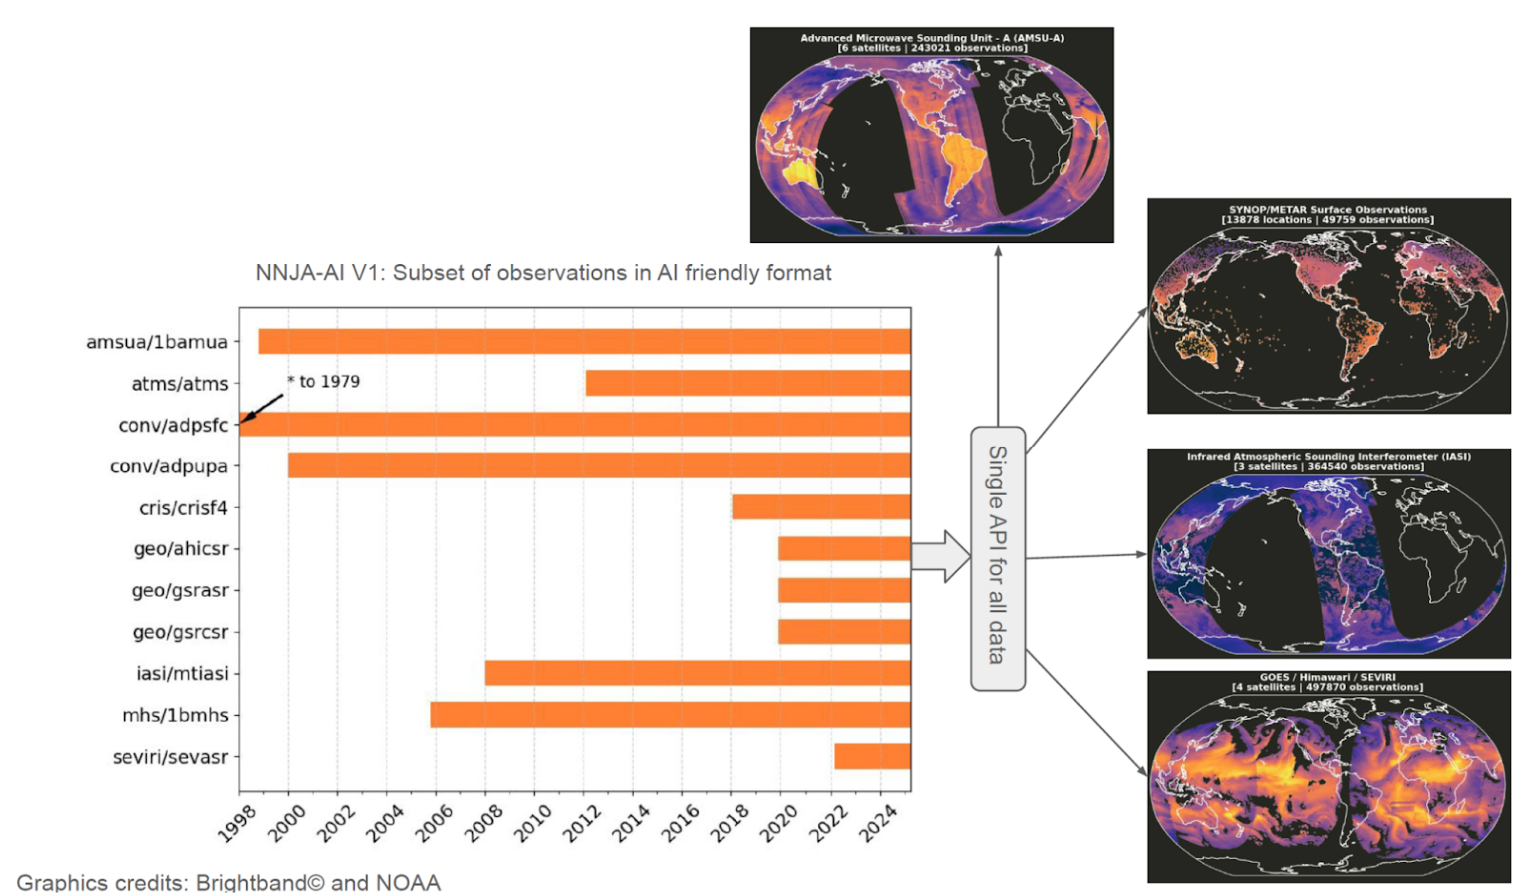 Advanced Microwave Sounding Unit - A (AMSU-A)
[6 satellites | 243021 observations]
SYNOP/METAR Surface Observations
[13878 locations | 49759 observations]
NNJA-AI V1: Subset of observations in AI friendly format
amsua/1bamua
atms/atms
* to 1979
conv/adpsfc
conv/adpupa
cris/crisf4
geo/ahicsr
geo/gsrasr
geo/gsrcsr
iasi/mtiasi
mhs/1bmhs
seviri/sevasr
1998 2000 2002 2004 2006 2008 2010 2012 2014 2016 2018 2020 2022 2024
Single API for all data
Infrared Atmospheric Sounding Interferometer (IASI)
[3 satellites | 364540 observations]
GOES / Himawari / SEVIRI
[4 satellites | 497870 observations]
Graphics credits: Brightband© and NOAA